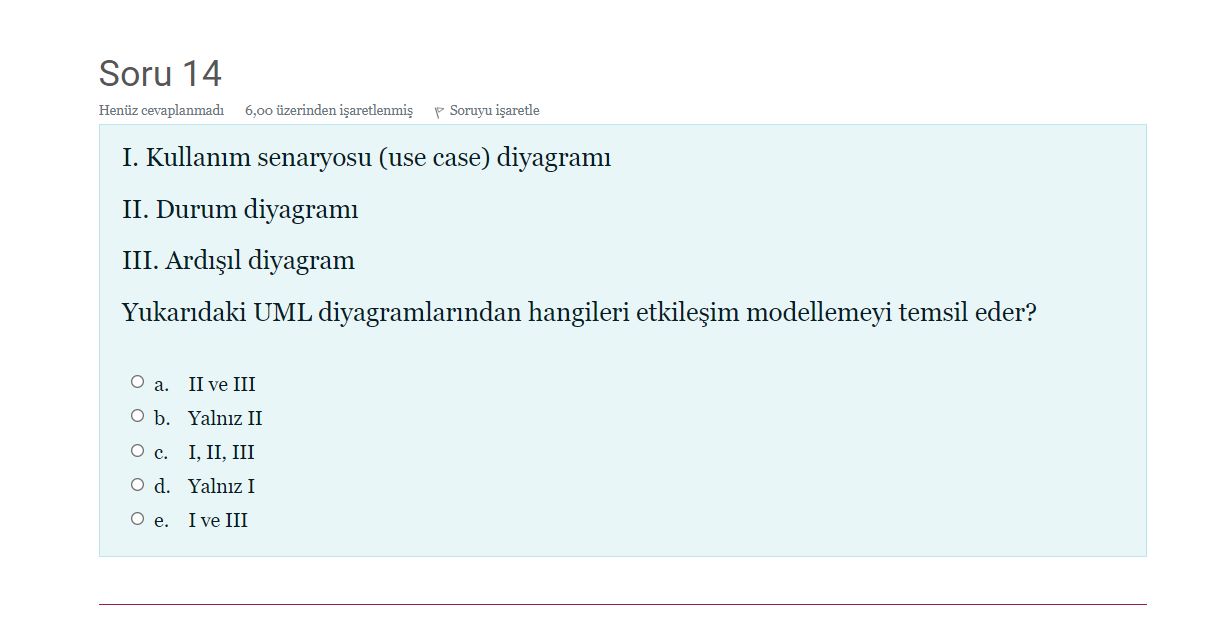 Soru 14
Henüz cevaplanmadı 6,00 üzerinden işaretlenmiş Soruyu işaretle
I. Kullanım senaryosu (use case) diyagramı
II. Durum diyagramı
III. Ardışıl diyagram
Yukarıdaki UML diyagramlarından hangileri etkileşim modellemeyi temsil eder?
a. II ve III
b. Yalnız II
c. I, II, III
d. Yalnız I
e. I ve III